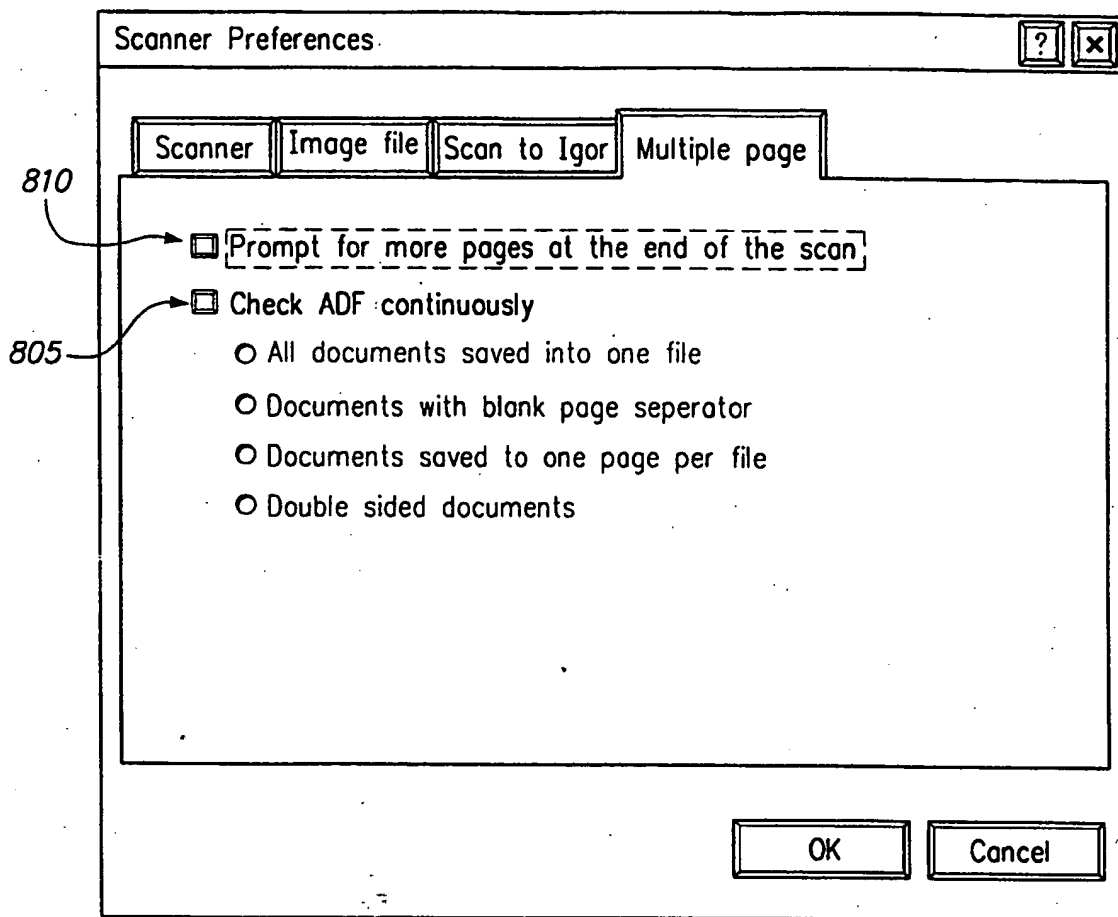 Scanner Preferences
? ×
Scanner Image file Scan to Igor Multiple page
810
Prompt for more pages at the end of the scan
Check ADF continuously
805
All documents saved into one file
Documents with blank page seperator
Documents saved to one page per file
Double sided documents
OK Cancel